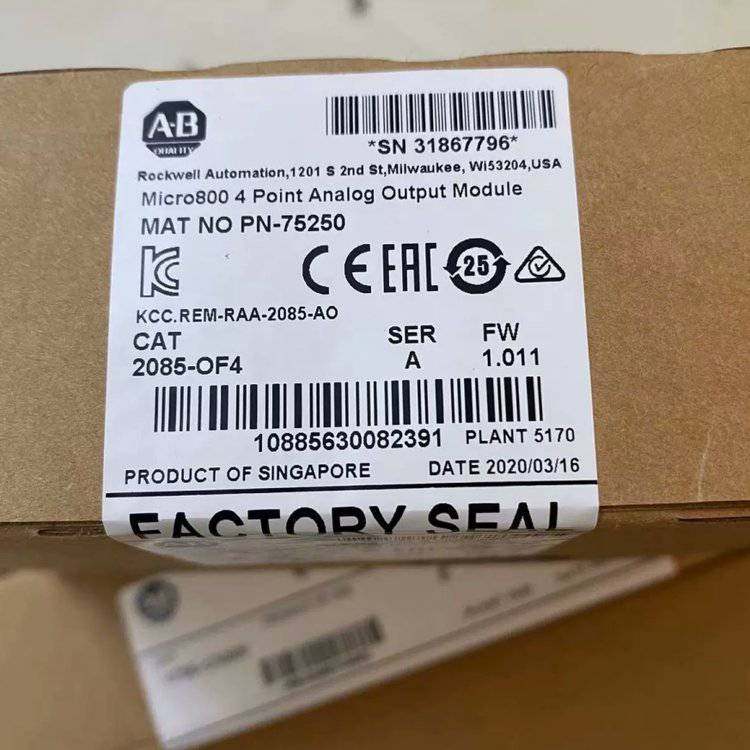 A-B
QUALITY
*SN 31867796*
Rockwell Automation,1201 S 2nd St,Milwaukee, Wi53204,USA
Micro800 4 Point Analog Output Module
MAT NO PN-75250
KC
CE EAC 25
KCC.REM-RAA-2085-AO
CAT SER FW
2085-OF4 A 1.011
10885630082391 PLANT 5170
PRODUCT OF SINGAPORE DATE 2020/03/16
FACTORY SEAL